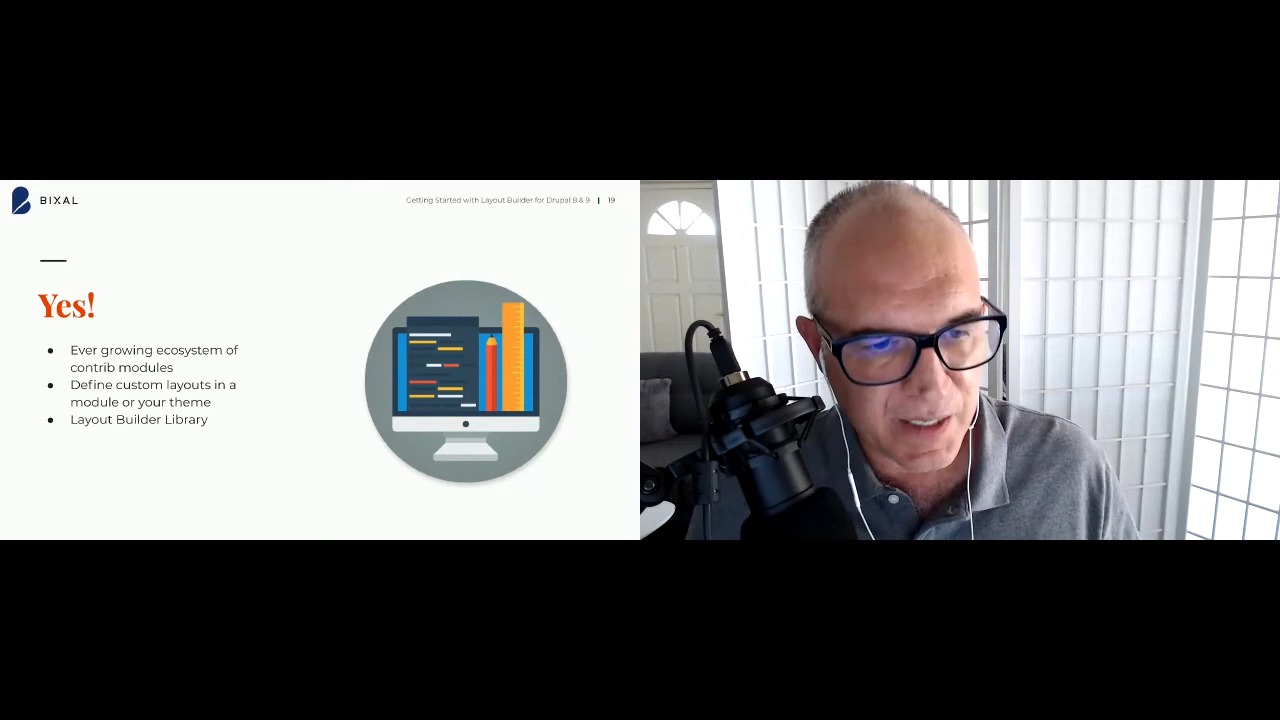 BIXAL
Getting Started with Layout Builder for Drupal 8 & 9 | 19
Yes!
● Ever growing ecosystem of
contrib modules
● Define custom layouts in a
module or your theme
● Layout Builder Library